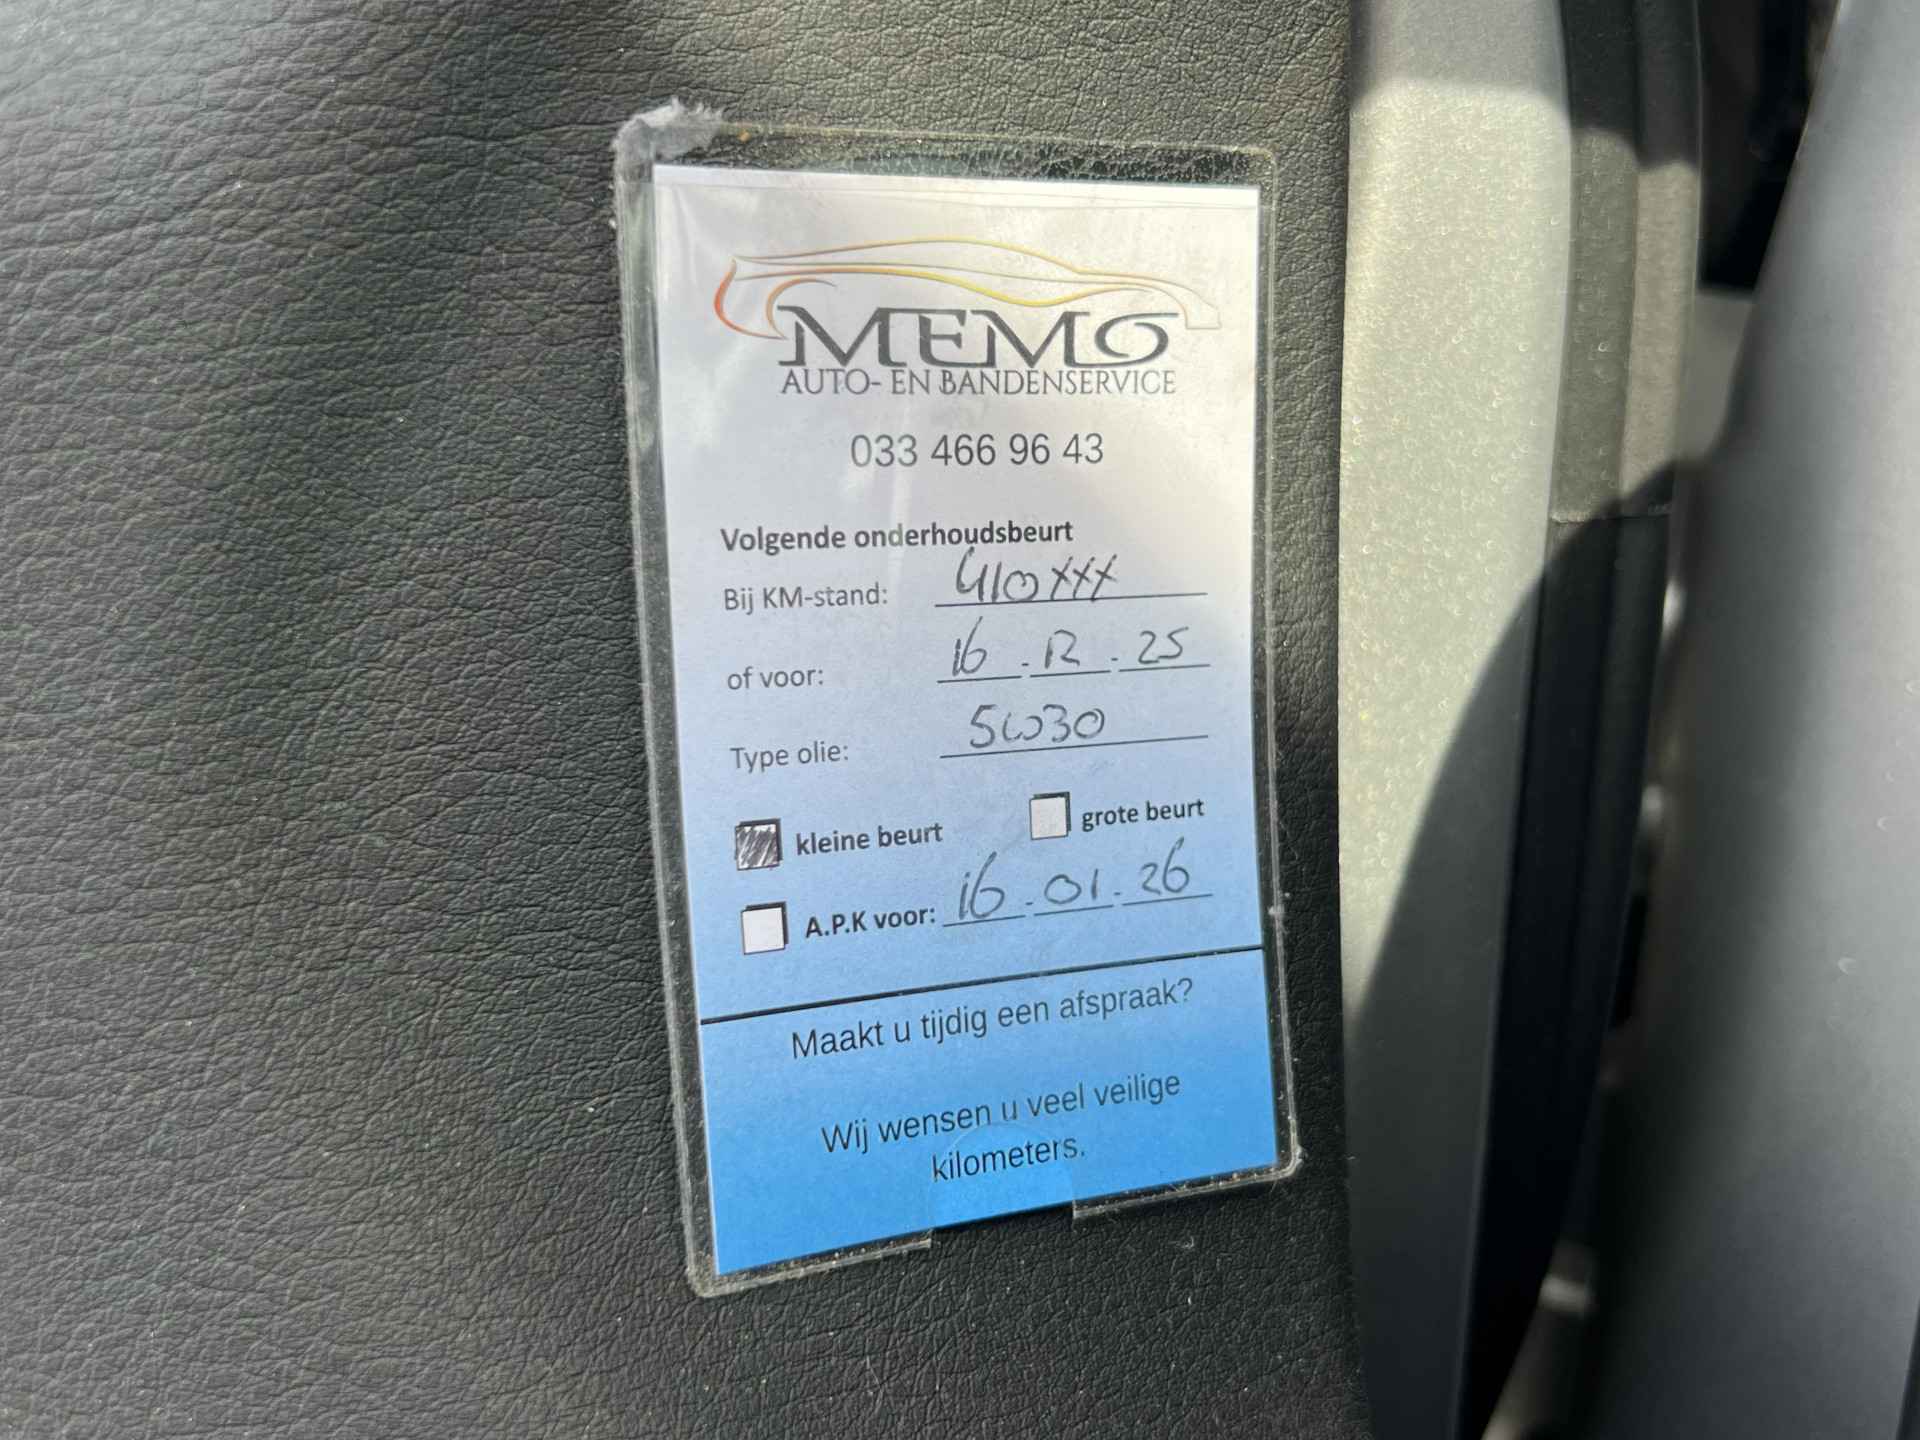 MEMO
AUTO- EN BANDENSERVICE
033 466 96 43
Volgende onderhoudsbeurt
Bij KM-stand: 410xxx
of voor: 16 . 12 . 25
Type olie: 5W30
kleine beurt grote beurt
A.P.K voor: 16 . 01 . 26
Maakt u tijdig een afspraak?
Wij wensen u veel veilige
kilometers.